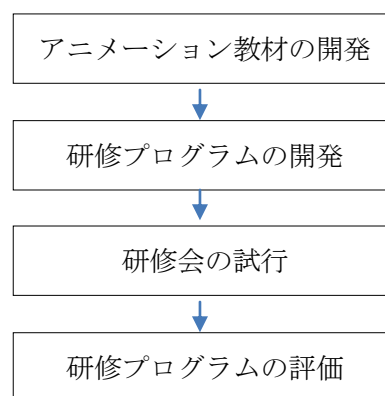 アニメーション教材の開発
研修プログラムの開発
研修会の試行
研修プログラムの評価